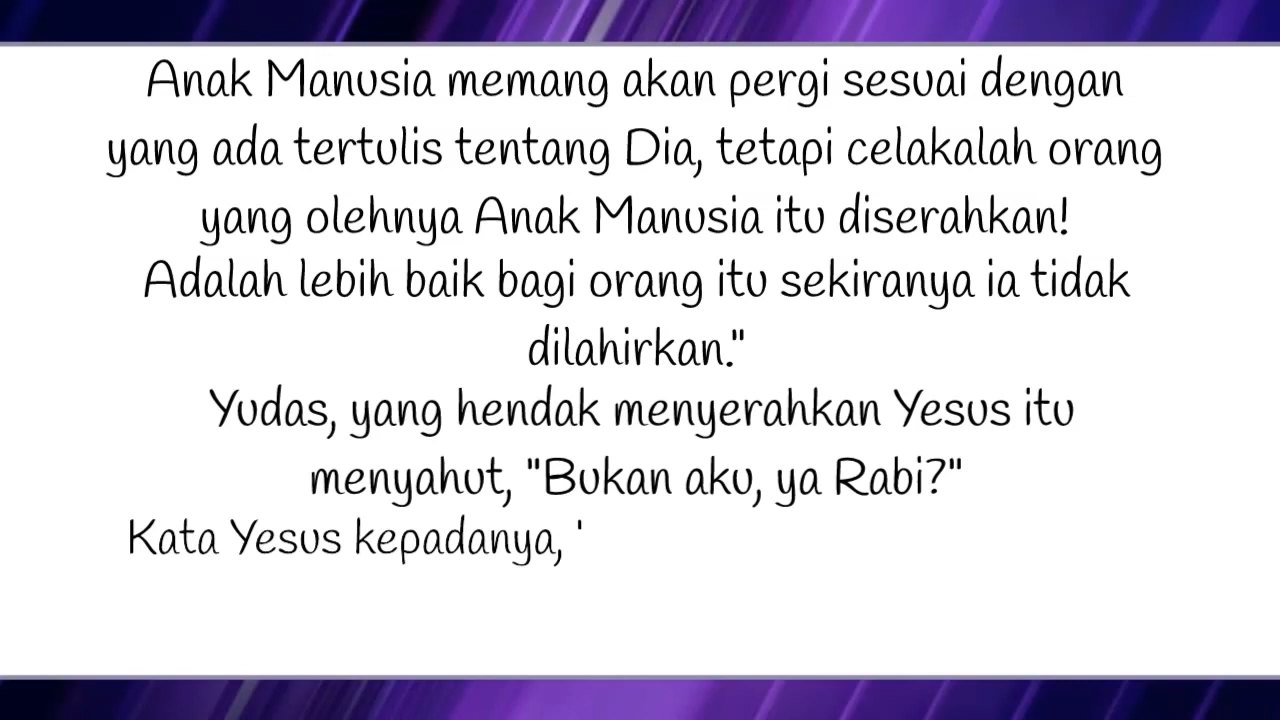 Anak Manusia memang akan pergi sesuai dengan
yang ada tertulis tentang Dia, tetapi celakalah orang
yang olehnya Anak Manusia itu diserahkan!
Adalah lebih baik bagi orang itu sekiranya ia tidak
dilahirkan."
Yudas, yang hendak menyerahkan Yesus itu
menyahut, "Bukan aku, ya Rabi?"
Kata Yesus kepadanya, '